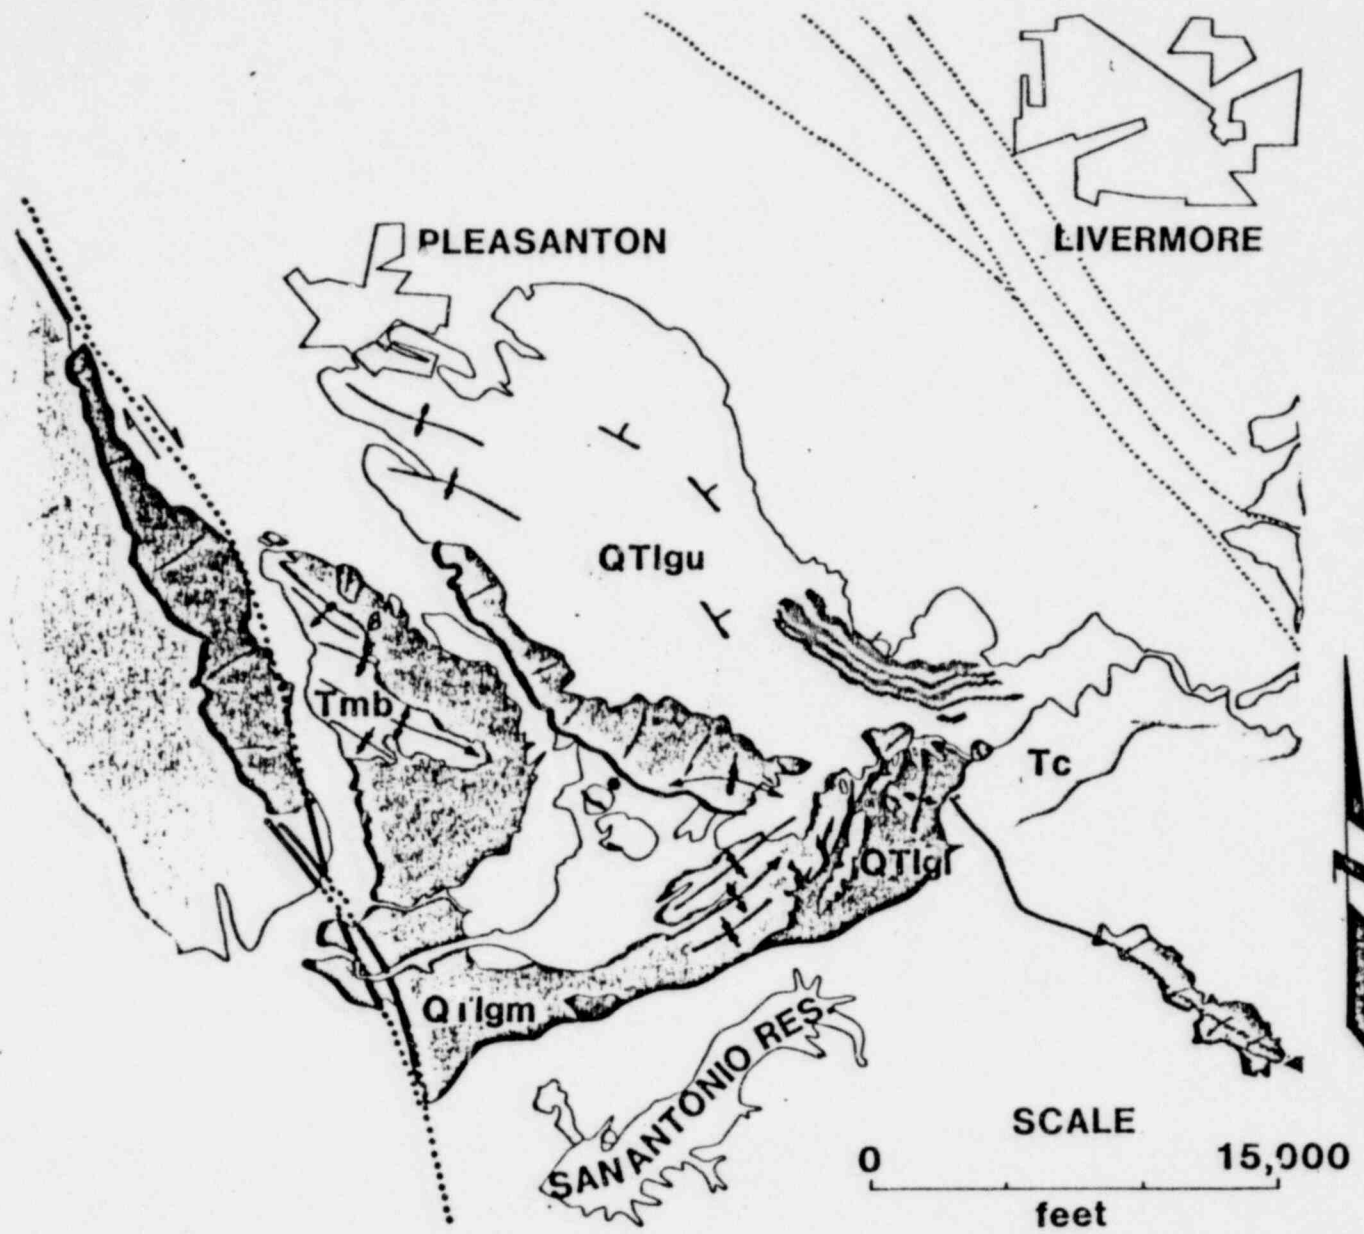 PLEASANTON
LIVERMORE
QTlgu
Tmb
Tc
QTlgl
QTlgm
SAN ANTONIO RES.
SCALE
0 15,000
feet